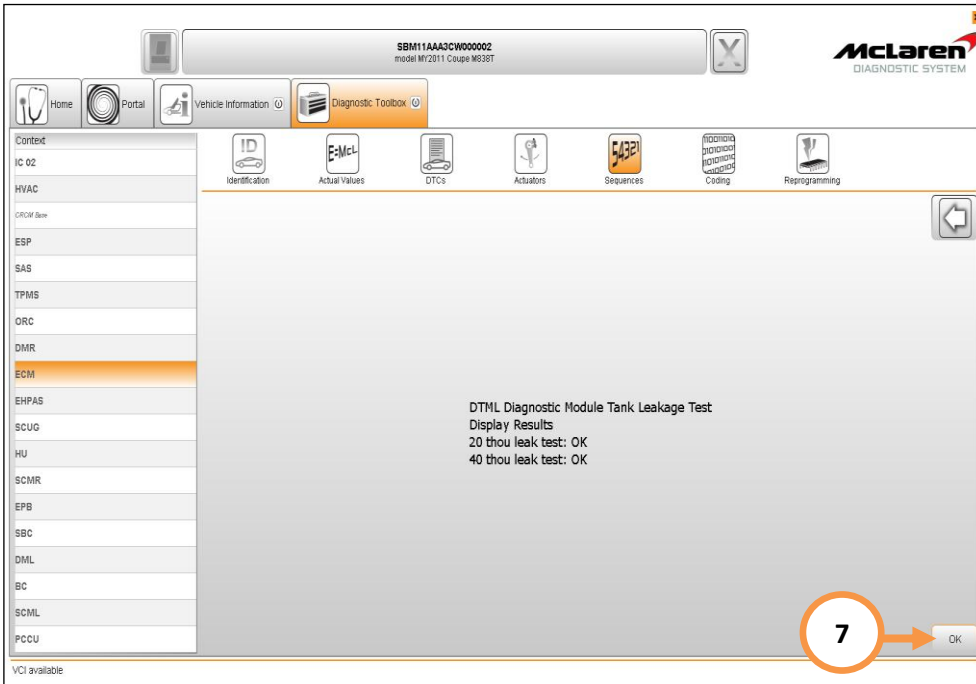 SBM11AAA3CW000002
model MY2011 Coupe M838T
McLaren
DIAGNOSTIC SYSTEM
Home
Portal
Vehicle Information
Diagnostic Toolbox
Context
IC 02
HVAC
CROM Base
ESP
SAS
TPMS
ORC
DMR
ECM
EHPAS
SCUG
HU
SCMR
EPB
SBC
DML
BC
SCML
PCCU
ID
Identification
E=McL
Actual Values
DTCs
Actuators
54321
Sequences
Coding
Reprogramming
DTML Diagnostic Module Tank Leakage Test
Display Results
20 thou leak test: OK
40 thou leak test: OK
7
OK
VCI available